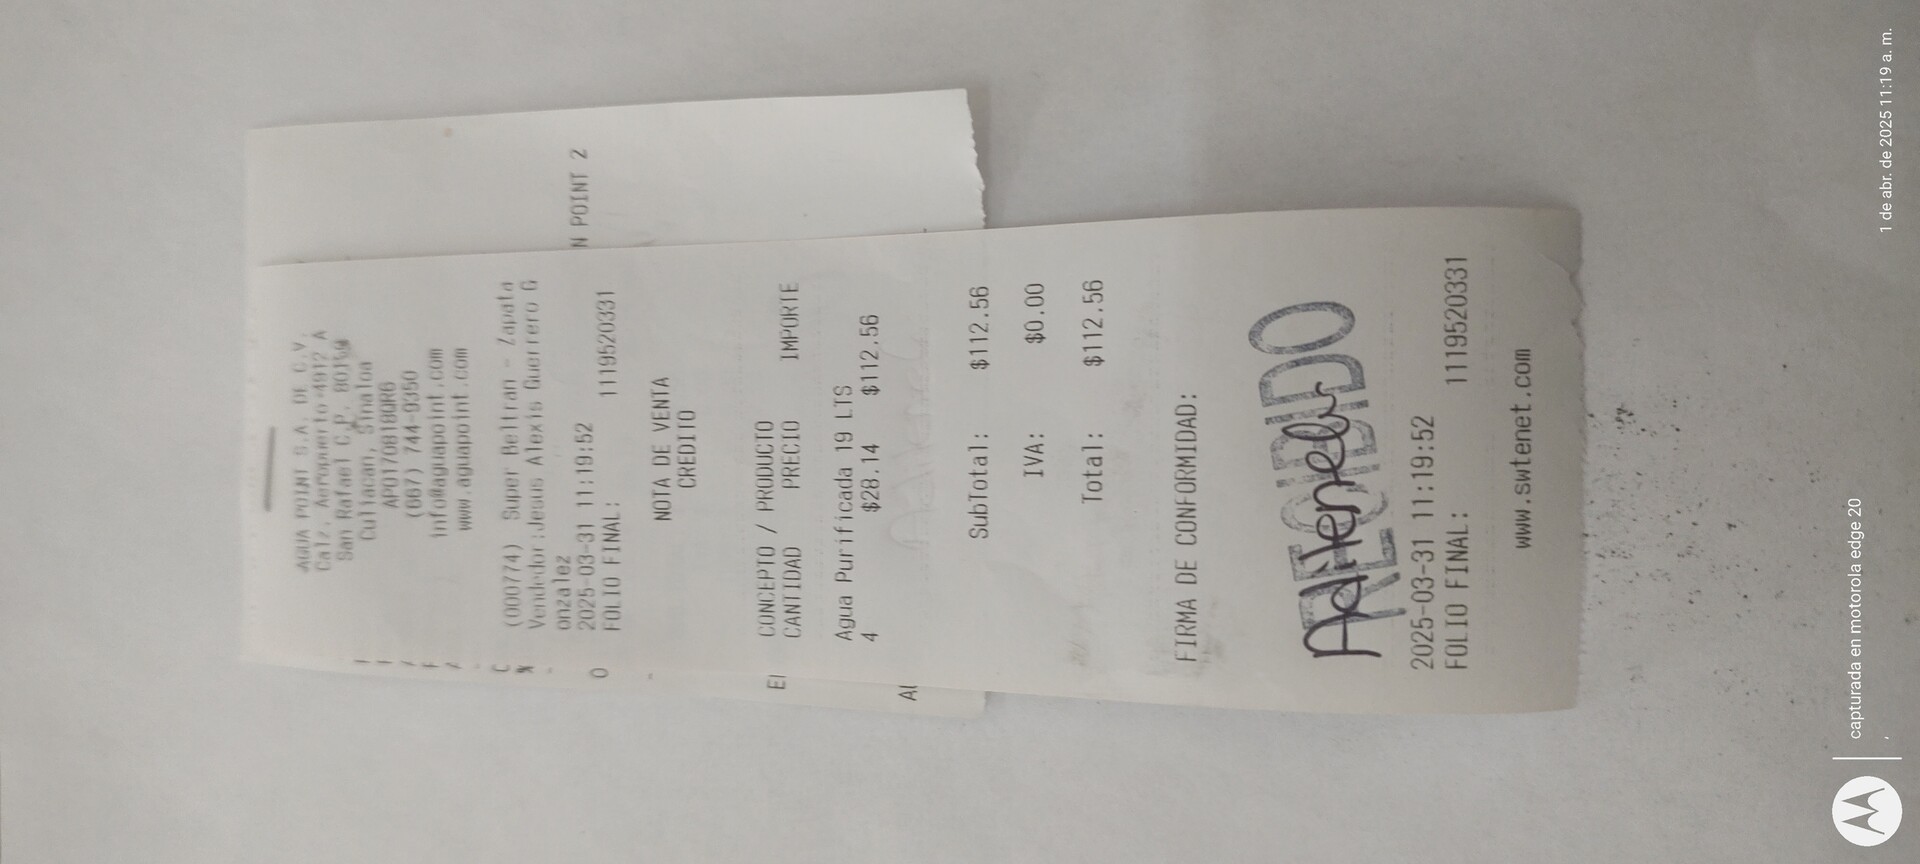 AGUA POINT S.A. DE C.V.
Calz. Aeropuerto 4917 A
San Rafael C.P. 80150
Culiacan, Sinaloa
APO170818QR6
(667) 744-9350
info@aguapoint.com
www.aguapoint.com
(000774) Super Beltran - Zapata
Vendedor:Jesus Alexis Guerrero G
onzalez
2025-03-31 11:19:52
FOLIO FINAL: 1119520331
NOTA DE VENTA
CREDITO
CONCEPTO / PRODUCTO
CANTIDAD PRECIO IMPORTE
Agua Purificada 19 LTS
4 $28.14 $112.56
SubTotal: $112.56
IVA: $0.00
Total: $112.56
FIRMA DE CONFORMIDAD:
RECIBIDO
2025-03-31 11:19:52
FOLIO FINAL: 1119520331
www.swtenet.com
N POINT 2
capturada en motorola edge 20
1 de abr. de 2025 11:19 a. m.